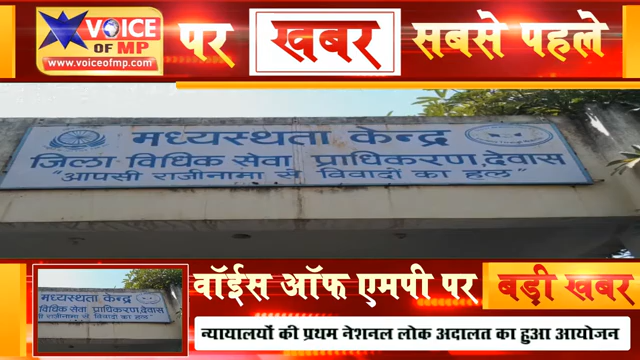 VOICE
OF MP
www.voiceofmp.com
पर खबर सबसे पहले
मध्यस्थता केन्द्र
जिला विधिक सेवा प्राधिकरण,देवास
"आपसी राजीनामा से विवादों का हल"
मध्यस्थता केन्द्र
विधिक सेवा प्राधिकरण,देवास
ी राजीनामा से विवादों का हल"
वॉईस ऑफ एमपी पर बड़ी खबर
न्यायालयों की प्रथम नेशनल लोक अदालत का हुआ आयोजन